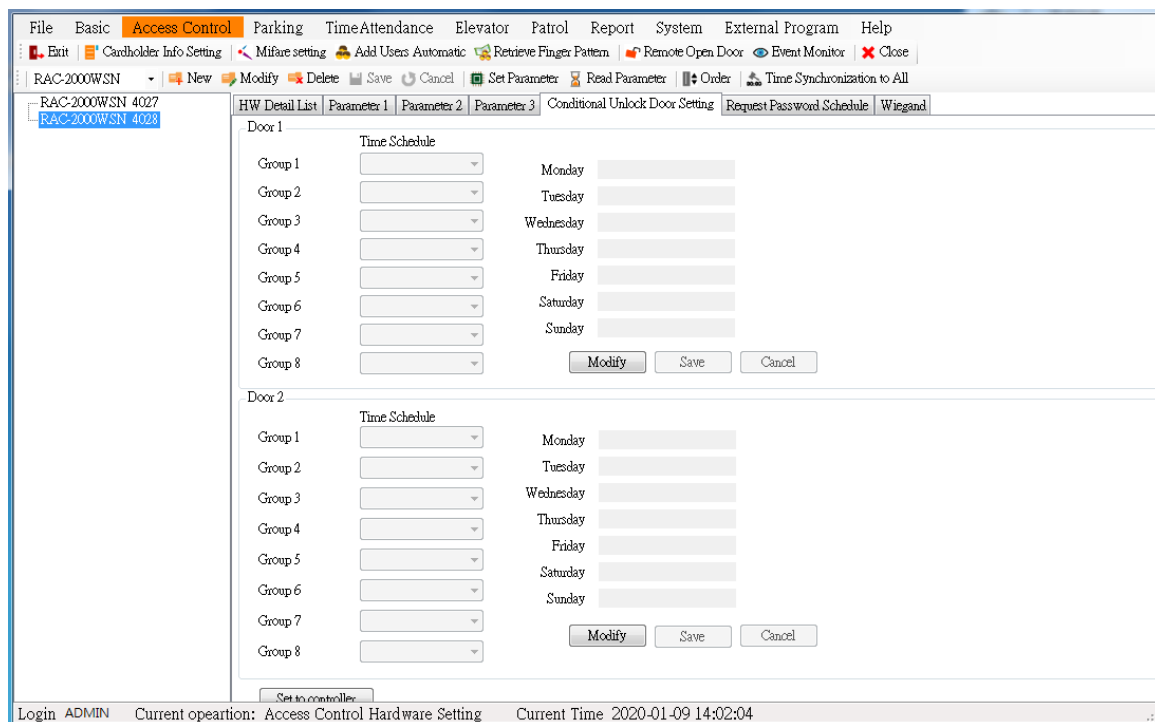 File Basic Access Control Parking TimeAttendance Elevator Patrol Report System External Program Help
Exit Cardholder Info Setting Mifare setting Add Users Automatic Retrieve Finger Pattern Remote Open Door Event Monitor Close
RAC-2000WSN New Modify Delete Save Cancel Set Parameter Read Parameter Order Time Synchronization to All
RAC-2000WSN 4027
RAC-2000WSN 4028
HW Detail List Parameter 1 Parameter 2 Parameter 3 Conditional Unlock Door Setting Request Password Schedule Wiegand
Door 1
Time Schedule
Group 1 Monday
Group 2 Tuesday
Group 3 Wednesday
Group 4 Thursday
Group 5 Friday
Group 6 Saturday
Group 7 Sunday
Group 8 Modify Save Cancel
Door 2
Time Schedule
Group 1 Monday
Group 2 Tuesday
Group 3 Wednesday
Group 4 Thursday
Group 5 Friday
Group 6 Saturday
Sunday
Group 7 Modify Save Cancel
Group 8
Set to controller
Login ADMIN Current opeartion: Access Control Hardware Setting Current Time 2020-01-09 14:02:04